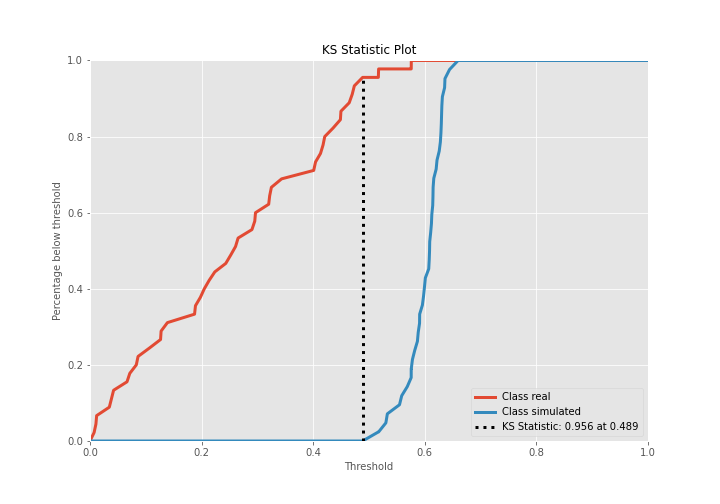 KS Statistic Plot
1.0
0.8
0.6
0.4
0.2
0.0
Percentage below threshold
0.0 0.2 0.4 0.6 0.8 1.0
Threshold
Class real
Class simulated
KS Statistic: 0.956 at 0.489